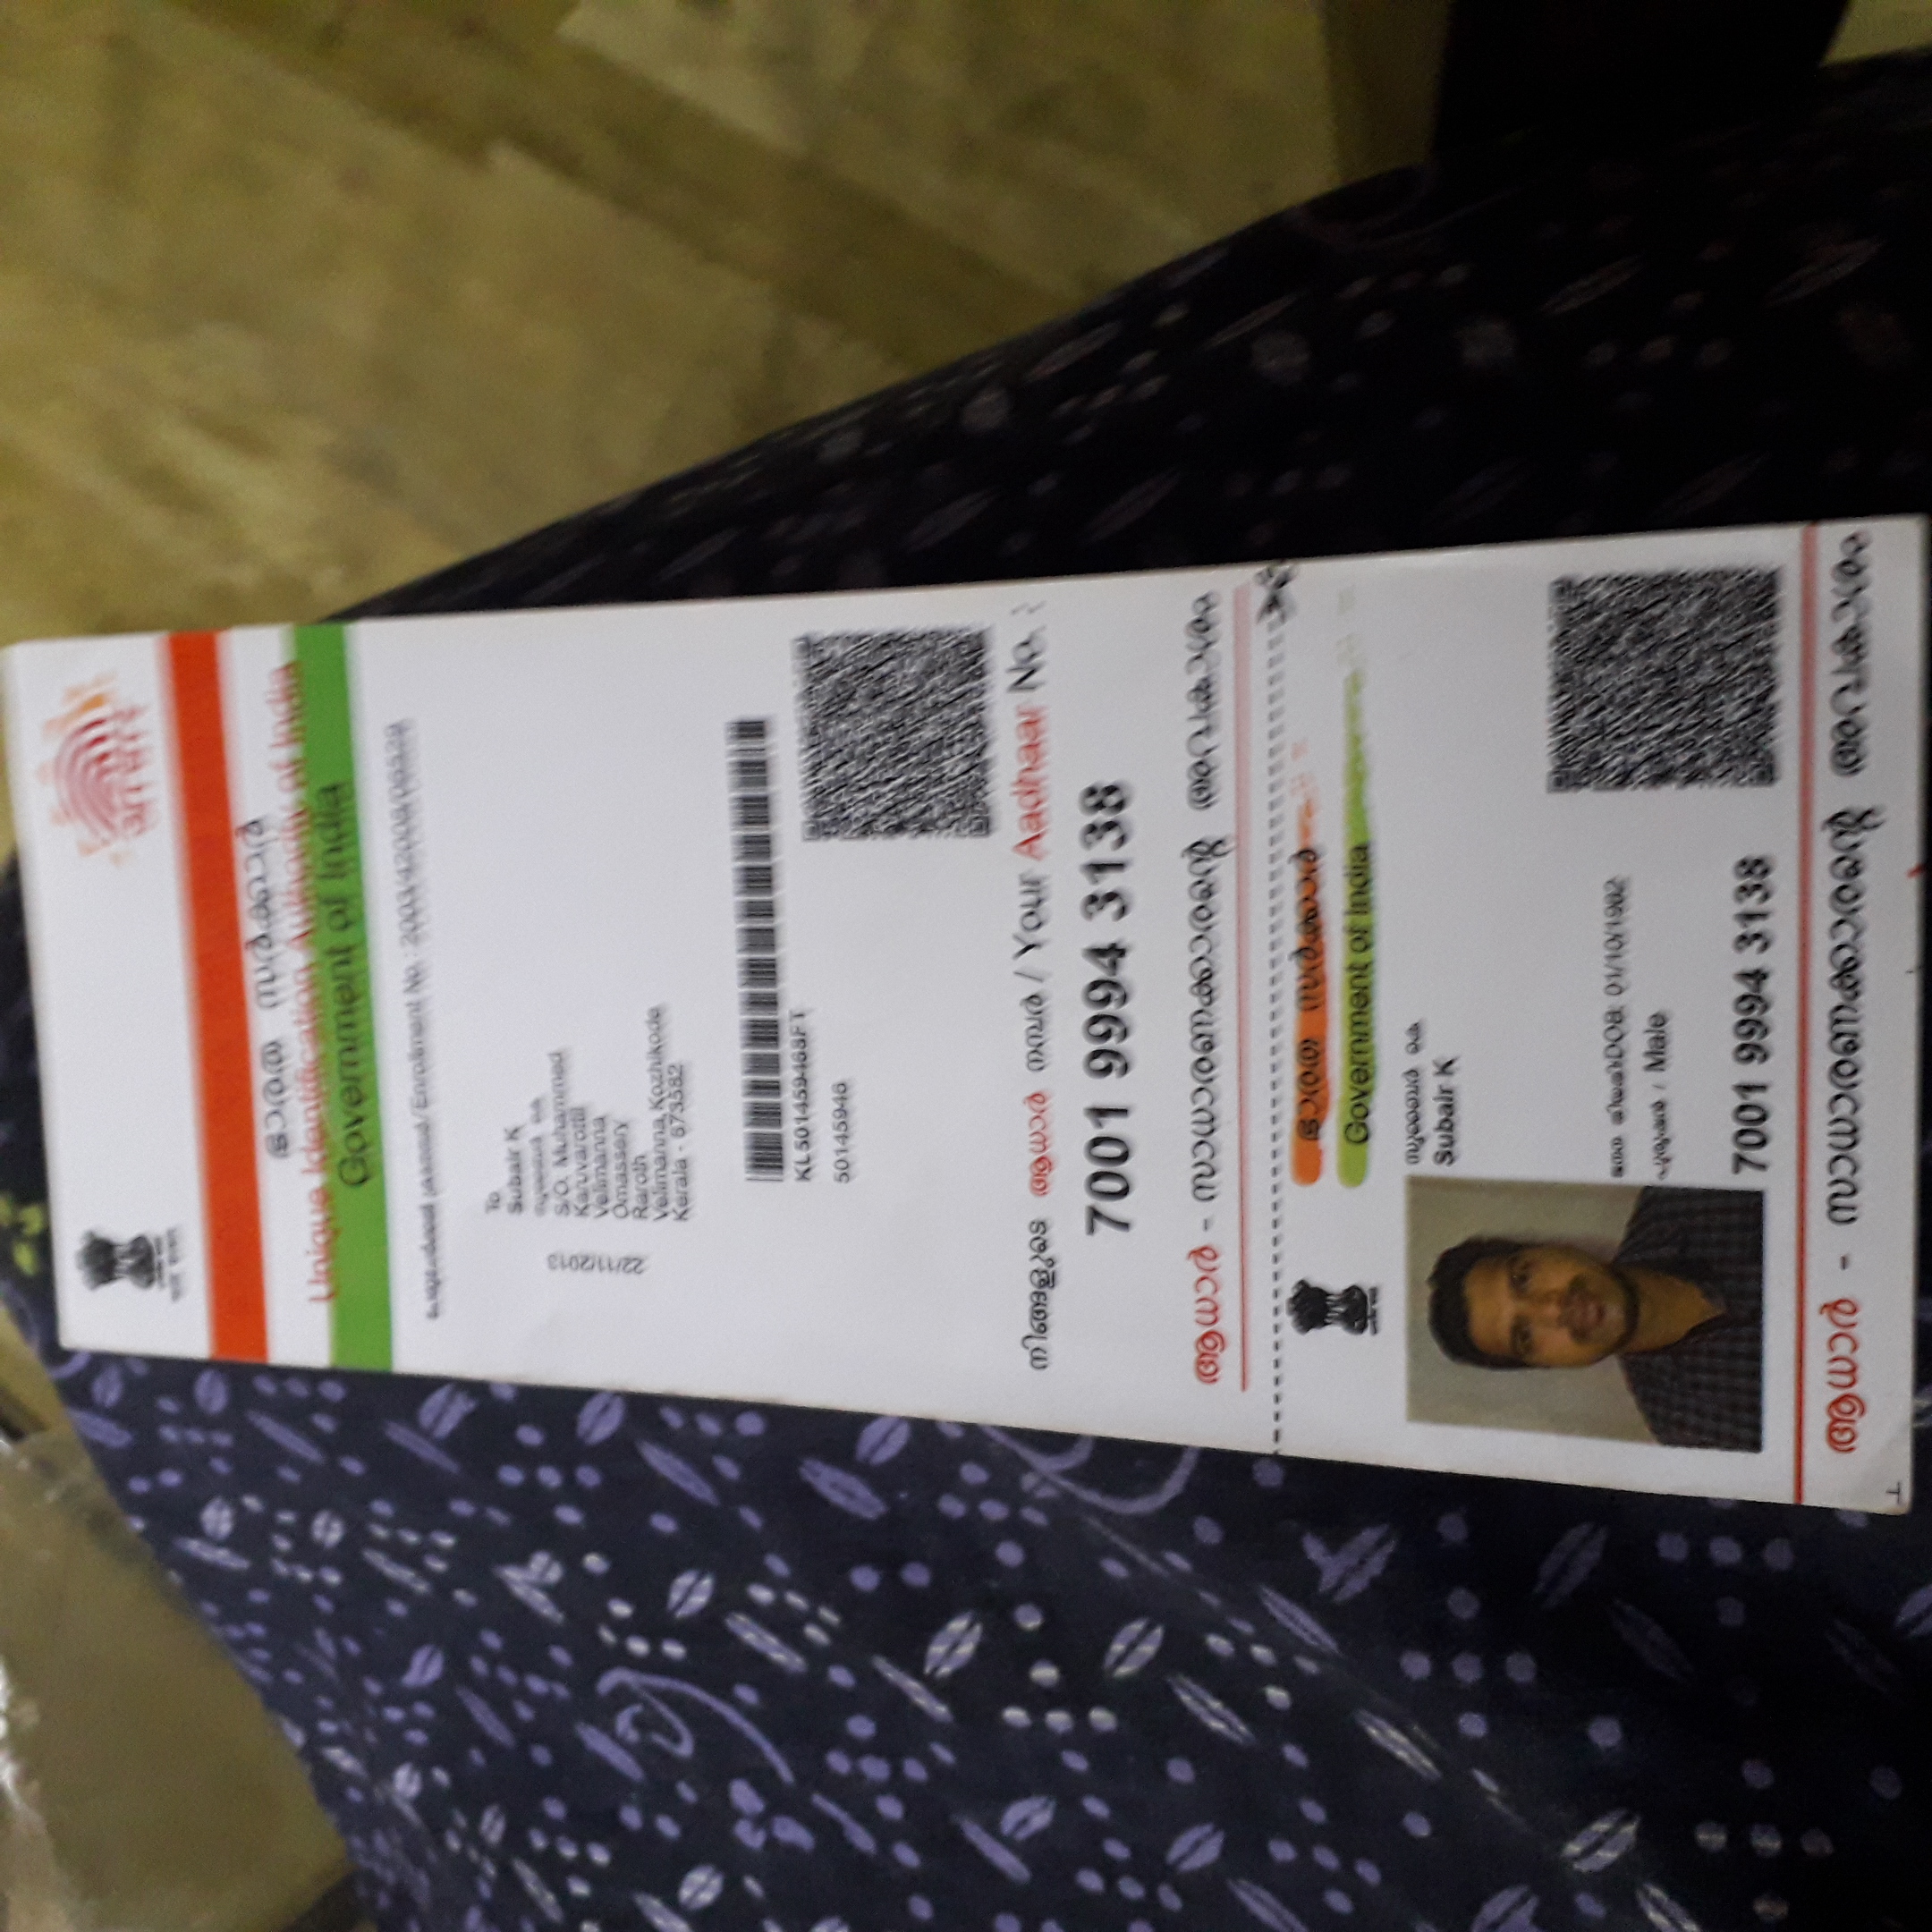 आधार
ഭാരത സർക്കാർ
Unique Identification Authority of India
Government of India
Enrollment No. : 2003/42008/06529
To
Subair K
സുബൈർ കെ
S/O. Muhammed
Karuvarottil
Velimanna
Omassery
Raroth
Velimanna, Kozhikode
Kerala - 673582
22/11/2013
KL501459468FT
50145946
നിങ്ങളുടെ ആധാർ നമ്പർ / Your Aadhaar No. :
7001 9994 3138
ആധാർ - സാധാരണക്കാരന്റെ അവകാശം
ഭാരത സർക്കാർ
Government of India
സുബൈർ കെ
Subair K
ജനന തിയതി/DOB: 01/10/1982
പുരുഷൻ / Male
7001 9994 3138
ആധാർ - സാധാരണക്കാരന്റെ അവകാശം